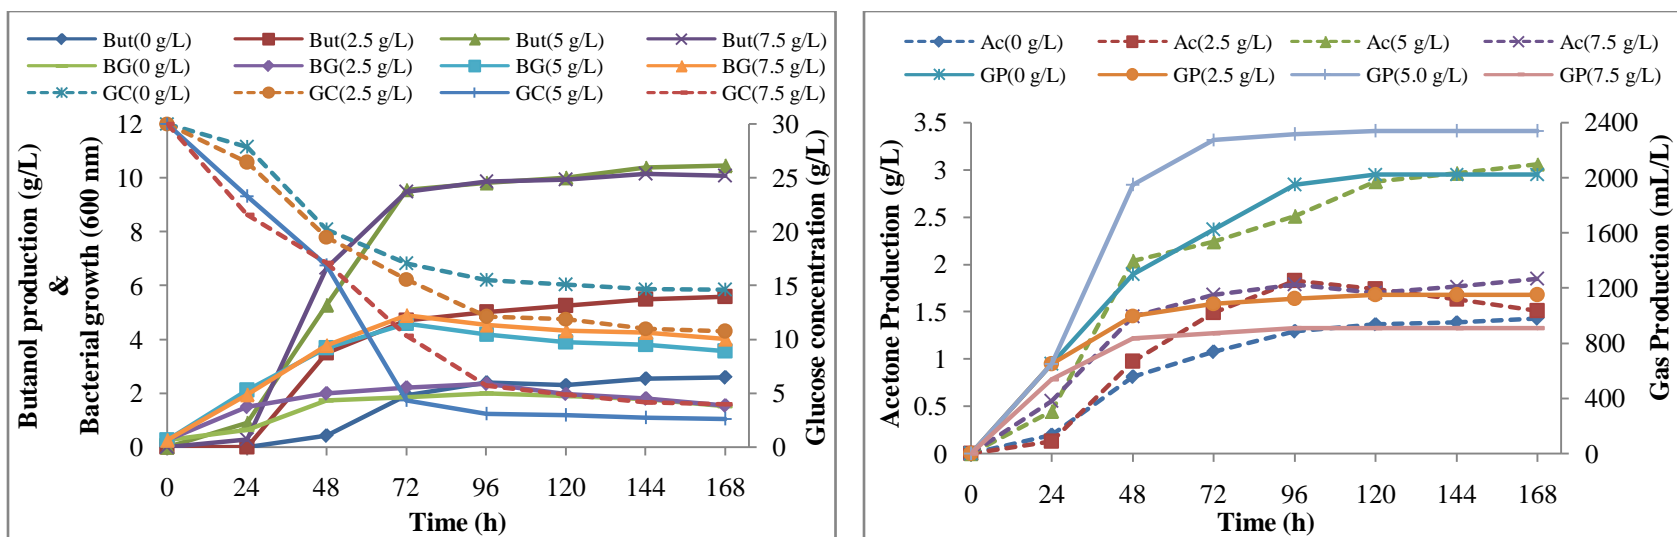 But(0 g/L) But(2.5 g/L) But(5 g/L) But(7.5 g/L)
BG(0 g/L) BG(2.5 g/L) BG(5 g/L) BG(7.5 g/L)
GC(0 g/L) GC(2.5 g/L) GC(5 g/L) GC(7.5 g/L)
Butanol production (g/L)
&
Bacterial growth (600 nm)
12
10
8
6
4
2
0
30
25
20
15
10
5
0
Glucose concentration (g/L)
0 24 48 72 96 120 144 168
Time (h)
Ac(0 g/L) Ac(2.5 g/L) Ac(5 g/L) Ac(7.5 g/L)
GP(0 g/L) GP(2.5 g/L) GP(5.0 g/L) GP(7.5 g/L)
Acetone Production (g/L)
3.5
3
2.5
2
1.5
1
0.5
0
2400
2000
1600
1200
800
400
0
Gas Production (mL/L)
0 24 48 72 96 120 144 168
Time (h)